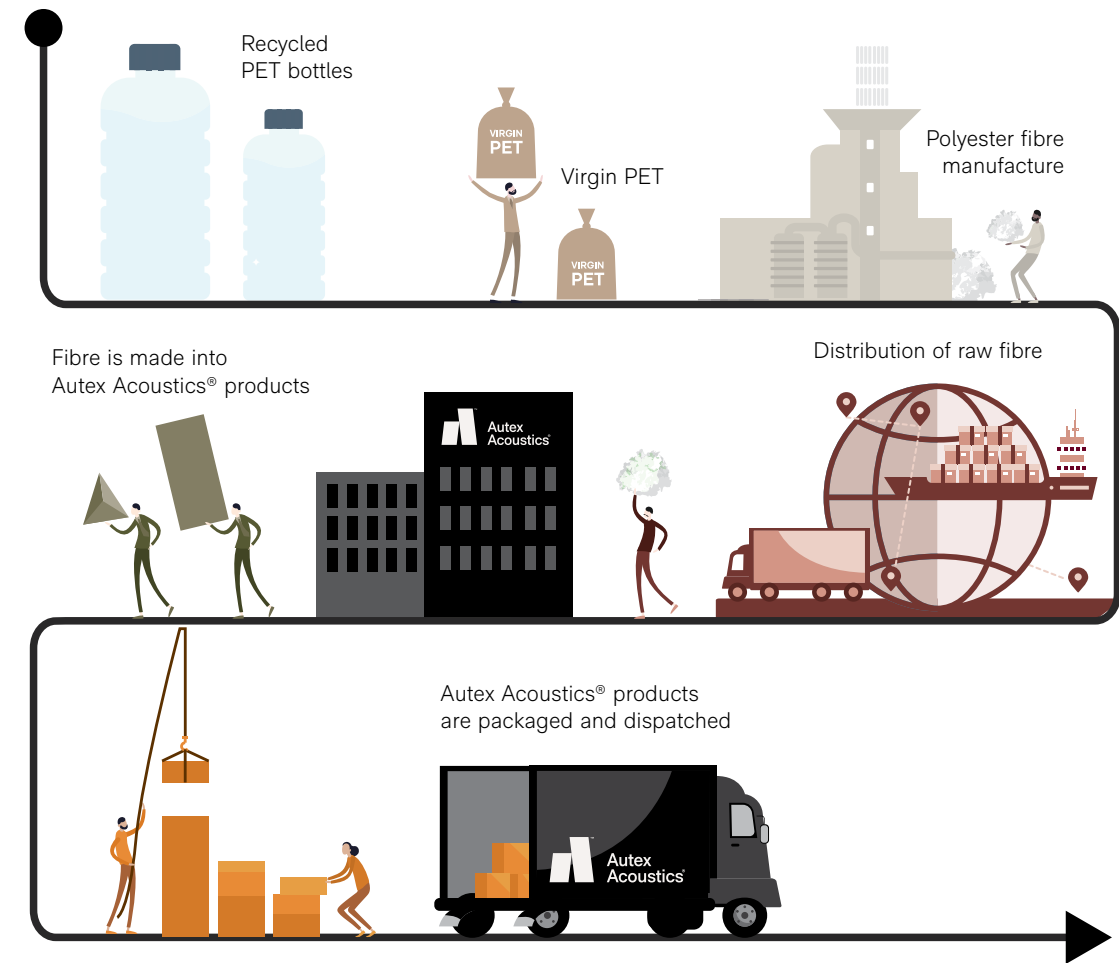 Recycled
PET bottles
VIRGIN
PET
Virgin PET
VIRGIN
PET
Polyester fibre
manufacture
Distribution of raw fibre
Fibre is made into
Autex Acoustics® products
Autex
Acoustics®
Autex Acoustics® products
are packaged and dispatched
Autex
Acoustics®